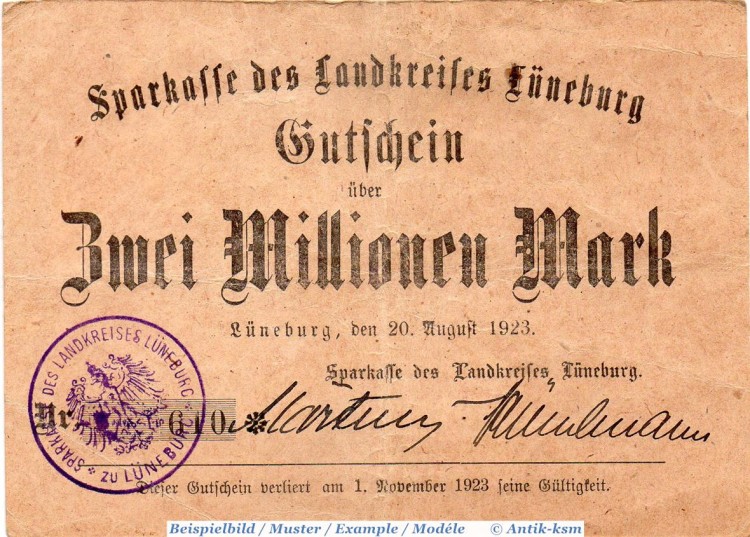 Sparkasse des Landkreises Lüneburg
Gutschein
über
Zwei Millionen Mark
Lüneburg, den 20. August 1923.
Sparkasse des Landkreises Lüneburg.
SPARKASSE DES LANDKREISES LÜNEBURG
* ZU LÜNEBURG *
Nr. 610 *
Dieser Gutschein verliert am 1. November 1923 seine Gültigkeit.
Beispielbild / Muster / Example / Modéle © Antik-ksm